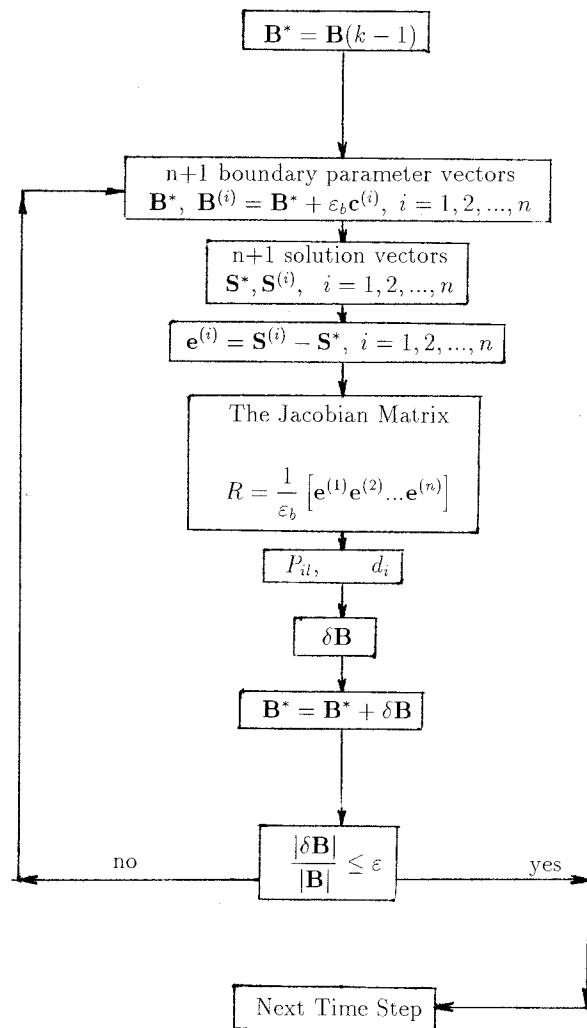 B* = B(k − 1)
n+1 boundary parameter vectors
B*, B⁽ⁱ⁾ = B* + ε_b c⁽ⁱ⁾, i = 1, 2, ..., n
n+1 solution vectors
S*, S⁽ⁱ⁾, i = 1, 2, ..., n
e⁽ⁱ⁾ = S⁽ⁱ⁾ − S*, i = 1, 2, ..., n
The Jacobian Matrix
R = 1/ε_b [e⁽¹⁾e⁽²⁾...e⁽ⁿ⁾]
P_il, d_i
δB
B* = B* + δB
|δB|/|B| ≤ ε
no
yes
Next Time Step